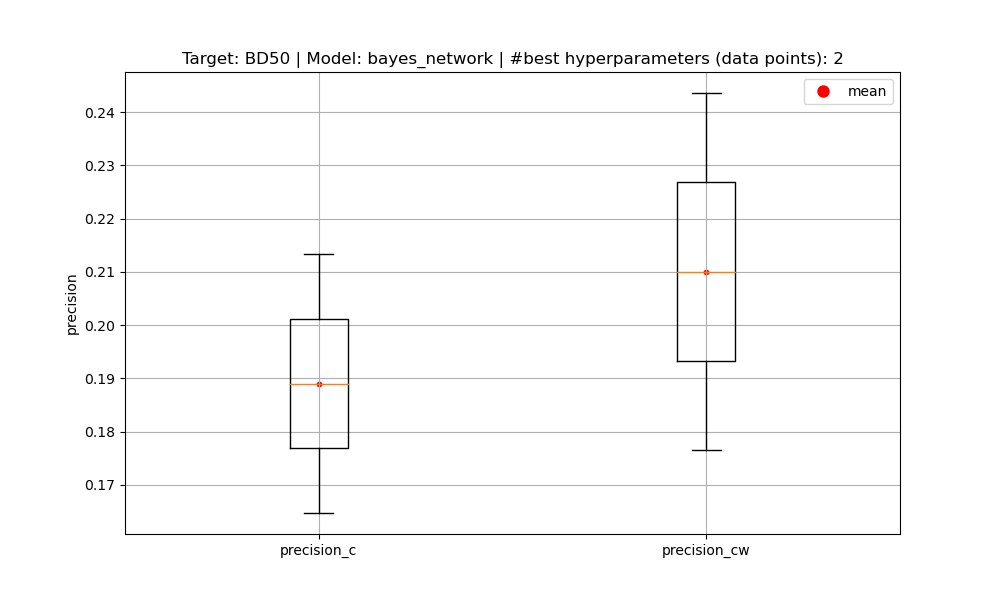 Target: BD50 | Model: bayes_network | #best hyperparameters (data points): 2
mean
0.24
0.23
0.22
0.21
0.20
0.19
0.18
0.17
precision
precision_c
precision_cw